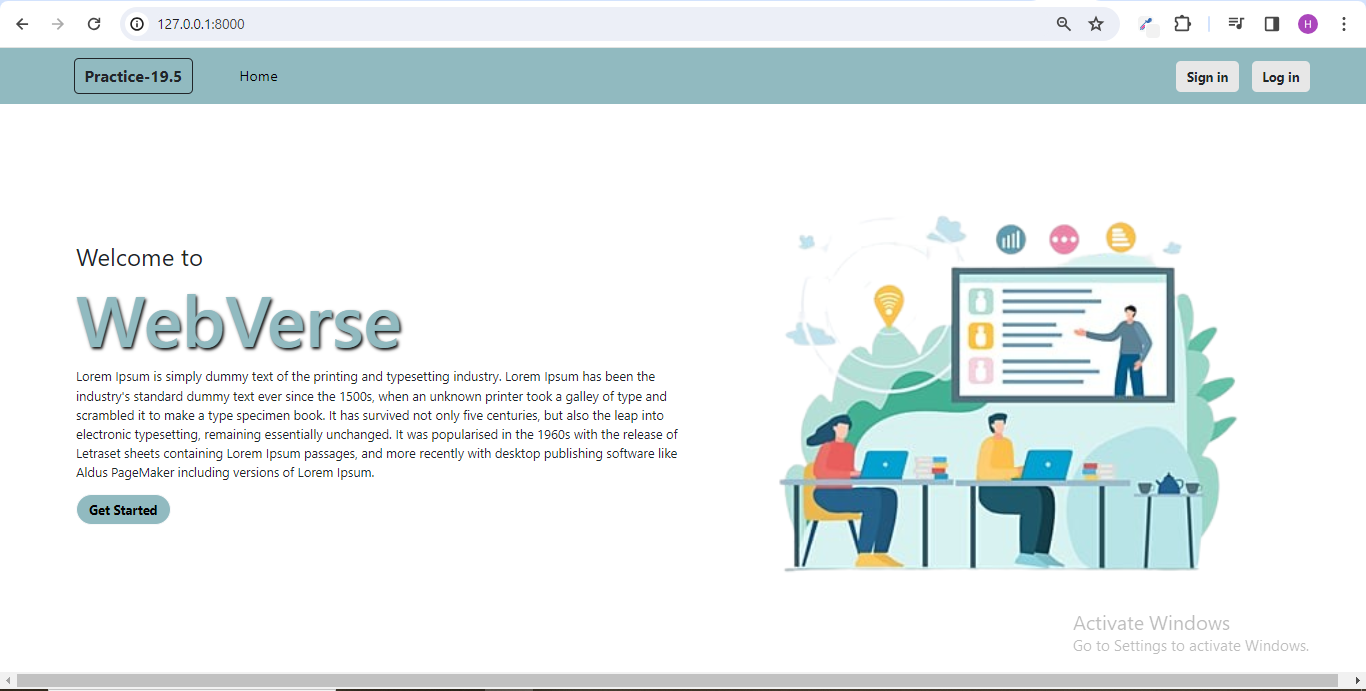 127.0.0.1:8000
H
Practice-19.5
Home
Sign in
Log in
Welcome to
WebVerse
Lorem Ipsum is simply dummy text of the printing and typesetting industry. Lorem Ipsum has been the
industry's standard dummy text ever since the 1500s, when an unknown printer took a galley of type and
scrambled it to make a type specimen book. It has survived not only five centuries, but also the leap into
electronic typesetting, remaining essentially unchanged. It was popularised in the 1960s with the release of
Letraset sheets containing Lorem Ipsum passages, and more recently with desktop publishing software like
Aldus PageMaker including versions of Lorem Ipsum.
Get Started
Activate Windows
Go to Settings to activate Windows.